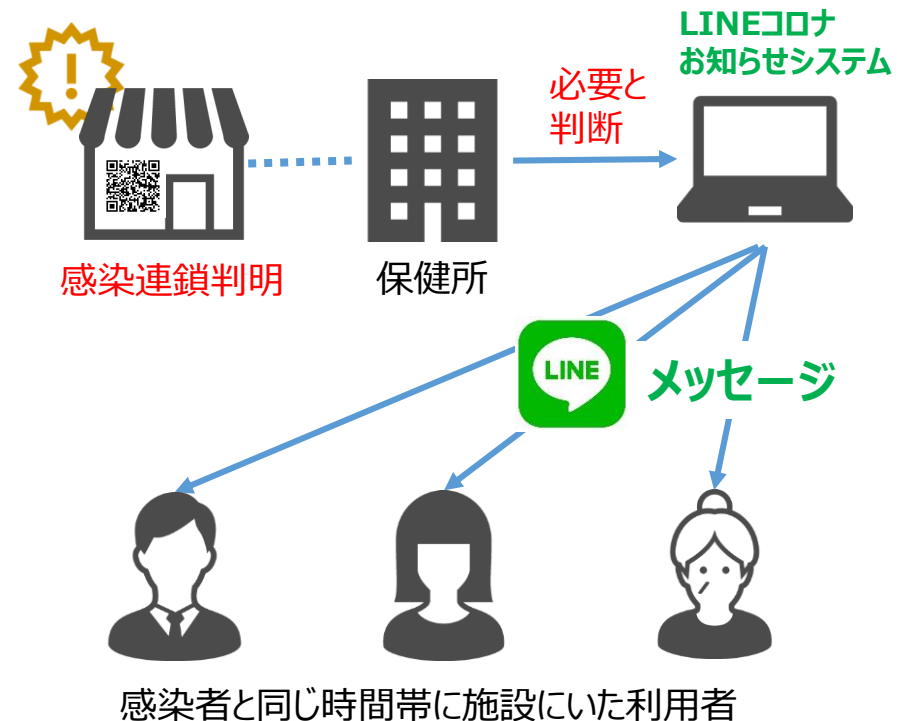 LINEコロナ
お知らせシステム
必要と
判断
感染連鎖判明
保健所
LINE
メッセージ
感染者と同じ時間帯に施設にいた利用者